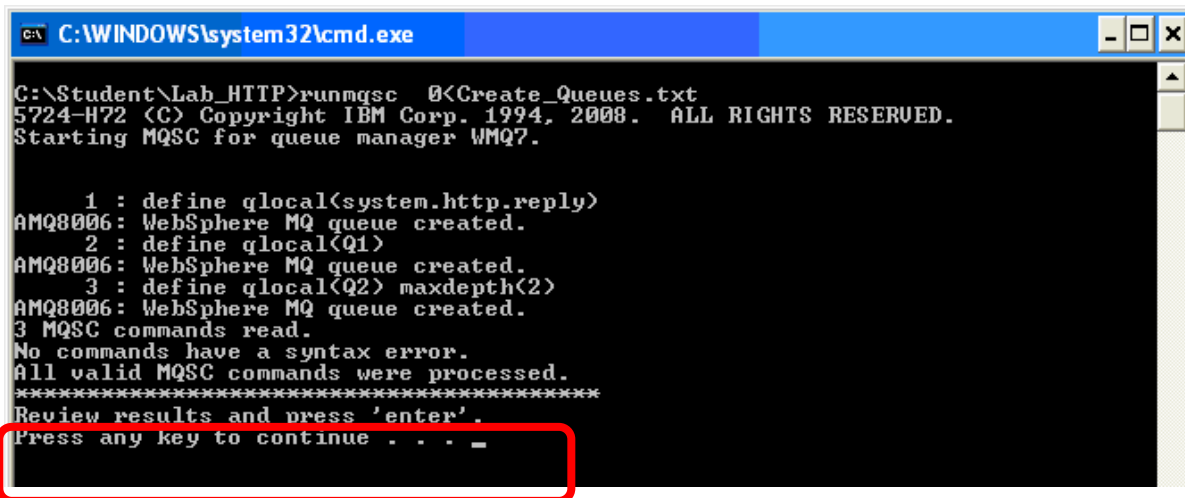 C:\WINDOWS\system32\cmd.exe
C:\Student\Lab_HTTP>runmqsc  0<Create_Queues.txt
5724-H72 (C) Copyright IBM Corp. 1994, 2008.  ALL RIGHTS RESERVED.
Starting MQSC for queue manager WMQ7.
1 : define qlocal(system.http.reply)
AMQ8006: WebSphere MQ queue created.
2 : define qlocal(Q1)
AMQ8006: WebSphere MQ queue created.
3 : define qlocal(Q2) maxdepth(2)
AMQ8006: WebSphere MQ queue created.
3 MQSC commands read.
No commands have a syntax error.
All valid MQSC commands were processed.
*******************************************
Review results and press 'enter'.
Press any key to continue . . . _